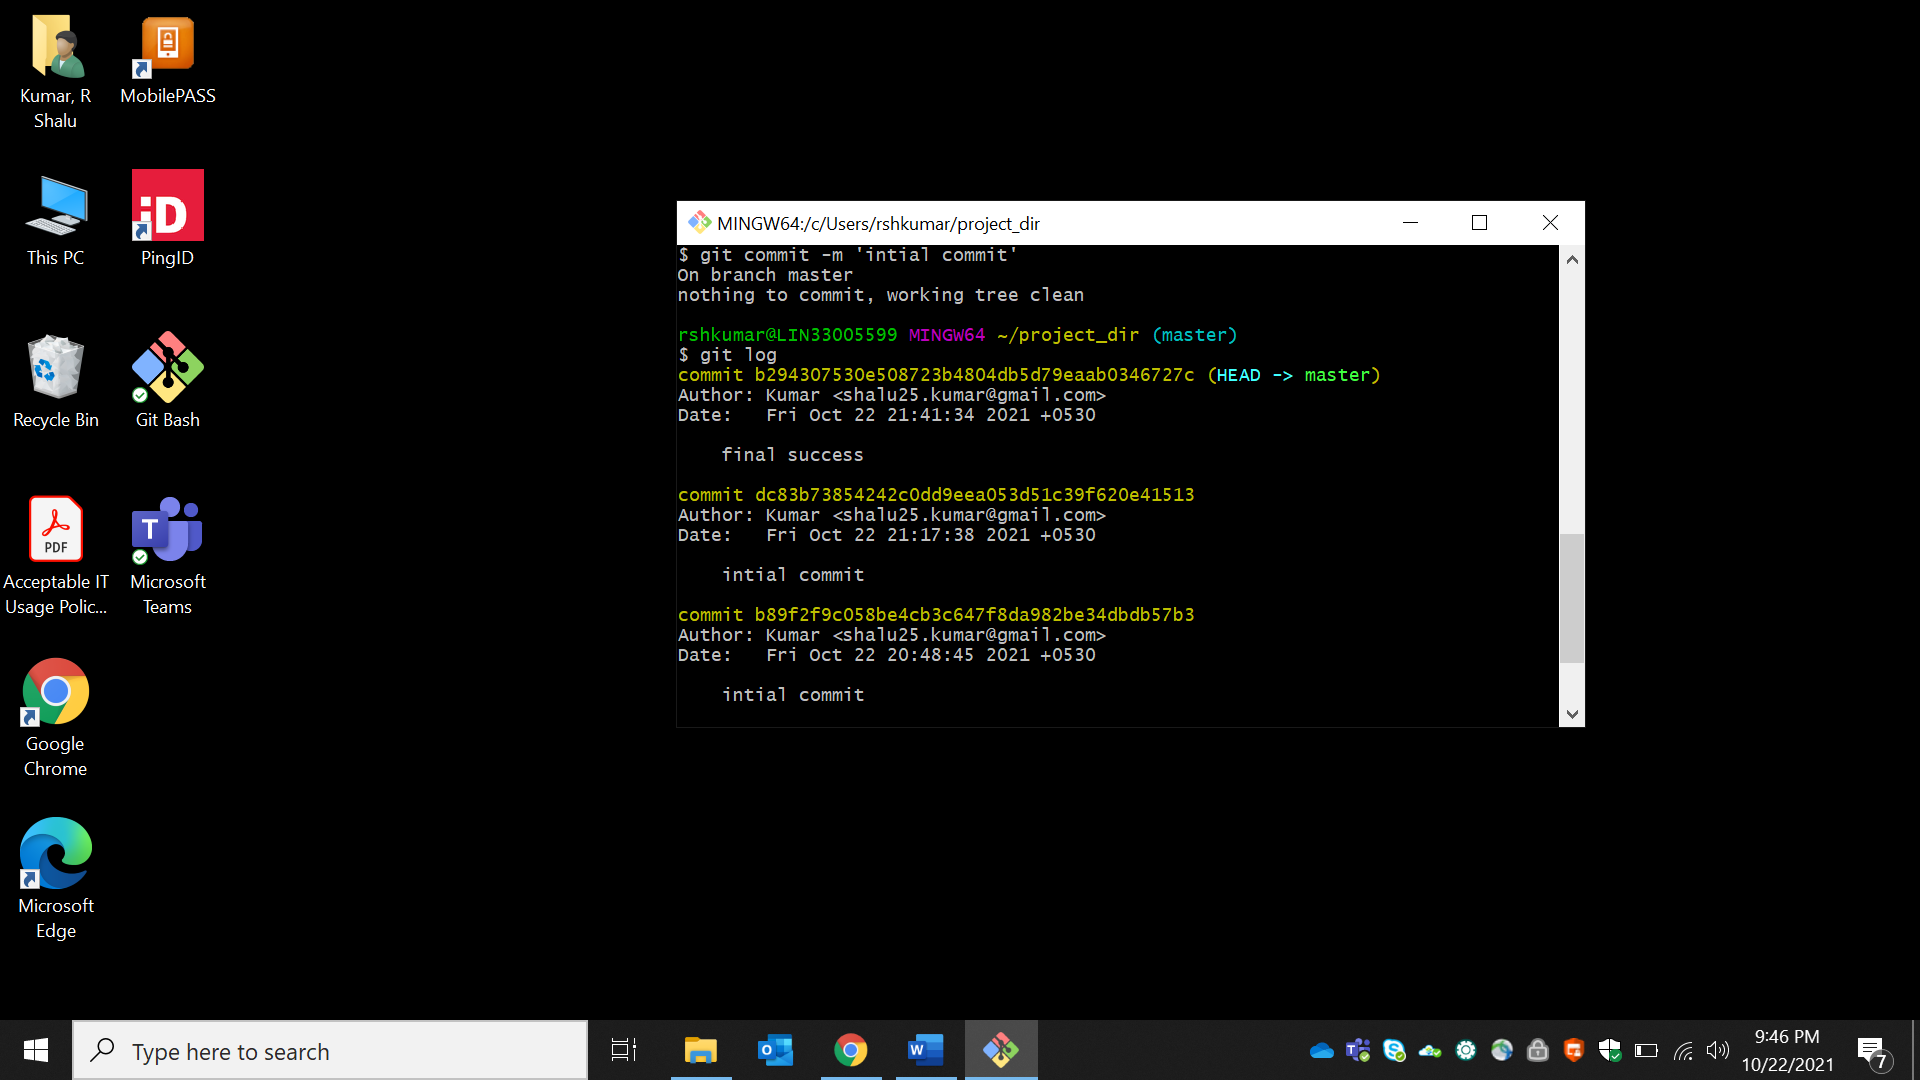 Kumar, R
Shalu
MobilePASS
This PC
iD
PingID
Recycle Bin
Git Bash
PDF
Acceptable IT
Usage Polic...
T
Microsoft
Teams
Google
Chrome
Microsoft
Edge
MINGW64:/c/Users/rshkumar/project_dir
$ git commit -m 'intial commit'
On branch master
nothing to commit, working tree clean
rshkumar@LIN33005599 MINGW64 ~/project_dir (master)
$ git log
commit b294307530e508723b4804db5d79eaab0346727c (HEAD -> master)
Author: Kumar <shalu25.kumar@gmail.com>
Date:   Fri Oct 22 21:41:34 2021 +0530
final success
commit dc83b73854242c0dd9eea053d51c39f620e41513
Author: Kumar <shalu25.kumar@gmail.com>
Date:   Fri Oct 22 21:17:38 2021 +0530
intial commit
commit b89f2f9c058be4cb3c647f8da982be34dbdb57b3
Author: Kumar <shalu25.kumar@gmail.com>
Date:   Fri Oct 22 20:48:45 2021 +0530
intial commit
Type here to search
9:46 PM
10/22/2021
7